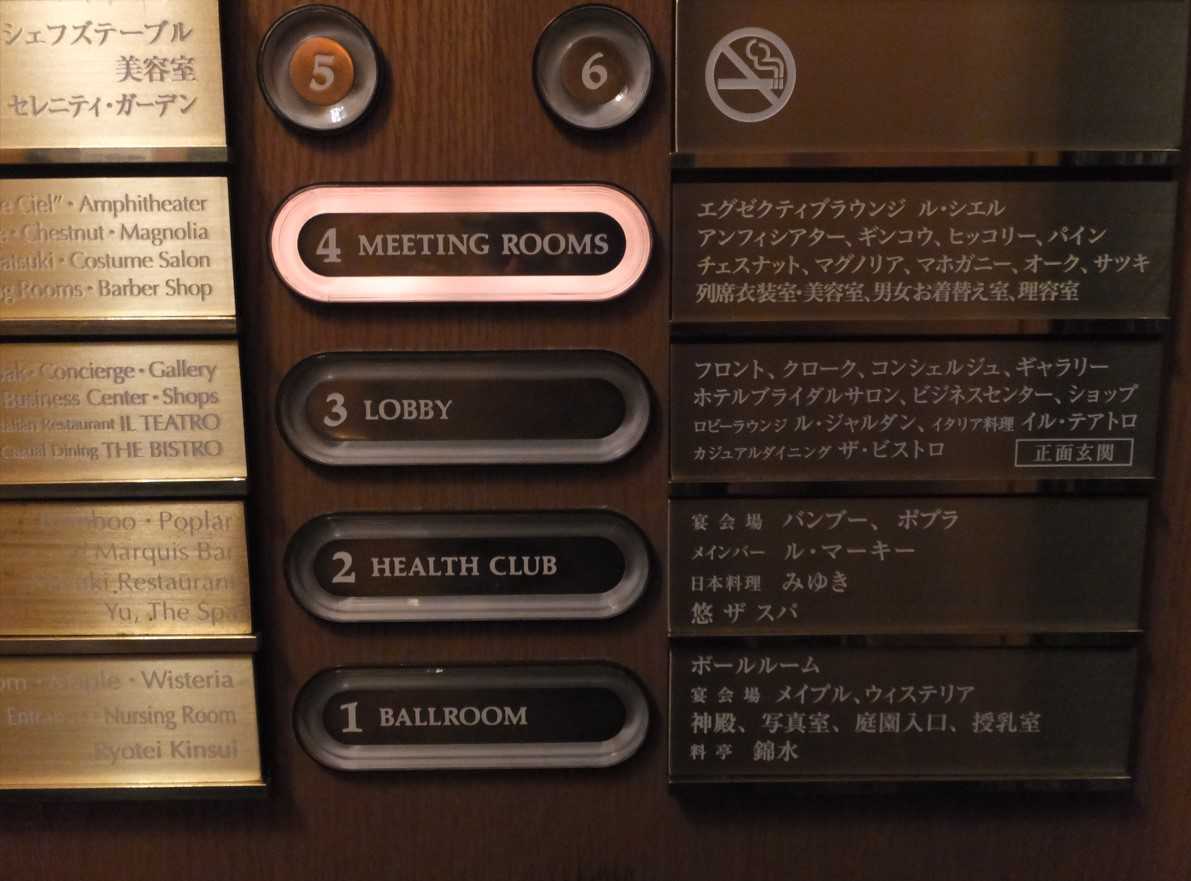 シェフズテーブル
美容室
セレニティ・ガーデン
5
6
Ciel" • Amphitheater
• Chestnut • Magnolia
• Costume Salon
Rooms • Barber Shop
4 MEETING ROOMS
エグゼクティブラウンジ ル・シエル
アンフィシアター、ギンコウ、ヒッコリー、パイン
チェスナット、マグノリア、マホガニー、オーク、サツキ
列席衣装室・美容室、男女お着替え室、理容室
• Concierge • Gallery
Business Center • Shops
Restaurant IL TEATRO
Casual Dining THE BISTRO
3 LOBBY
フロント、クローク、コンシェルジュ、ギャラリー
ホテルブライダルサロン、ビジネスセンター、ショップ
ロビーラウンジ ル・ジャルダン、イタリア料理 イル・テアトロ
カジュアルダイニング ザ・ビストロ 正面玄関
• Poplar
Marquis Bar
Restaurant
Yu, The Spa
2 HEALTH CLUB
宴会場 バンブー、ポプラ
メインバー ル・マーキー
日本料理 みゆき
悠 ザ スパ
• Maple • Wisteria
Entrance • Nursing Room
Ryotei Kinsui
1 BALLROOM
ボールルーム
宴会場 メイプル、ウィステリア
神殿、写真室、庭園入口、授乳室
料亭 錦水